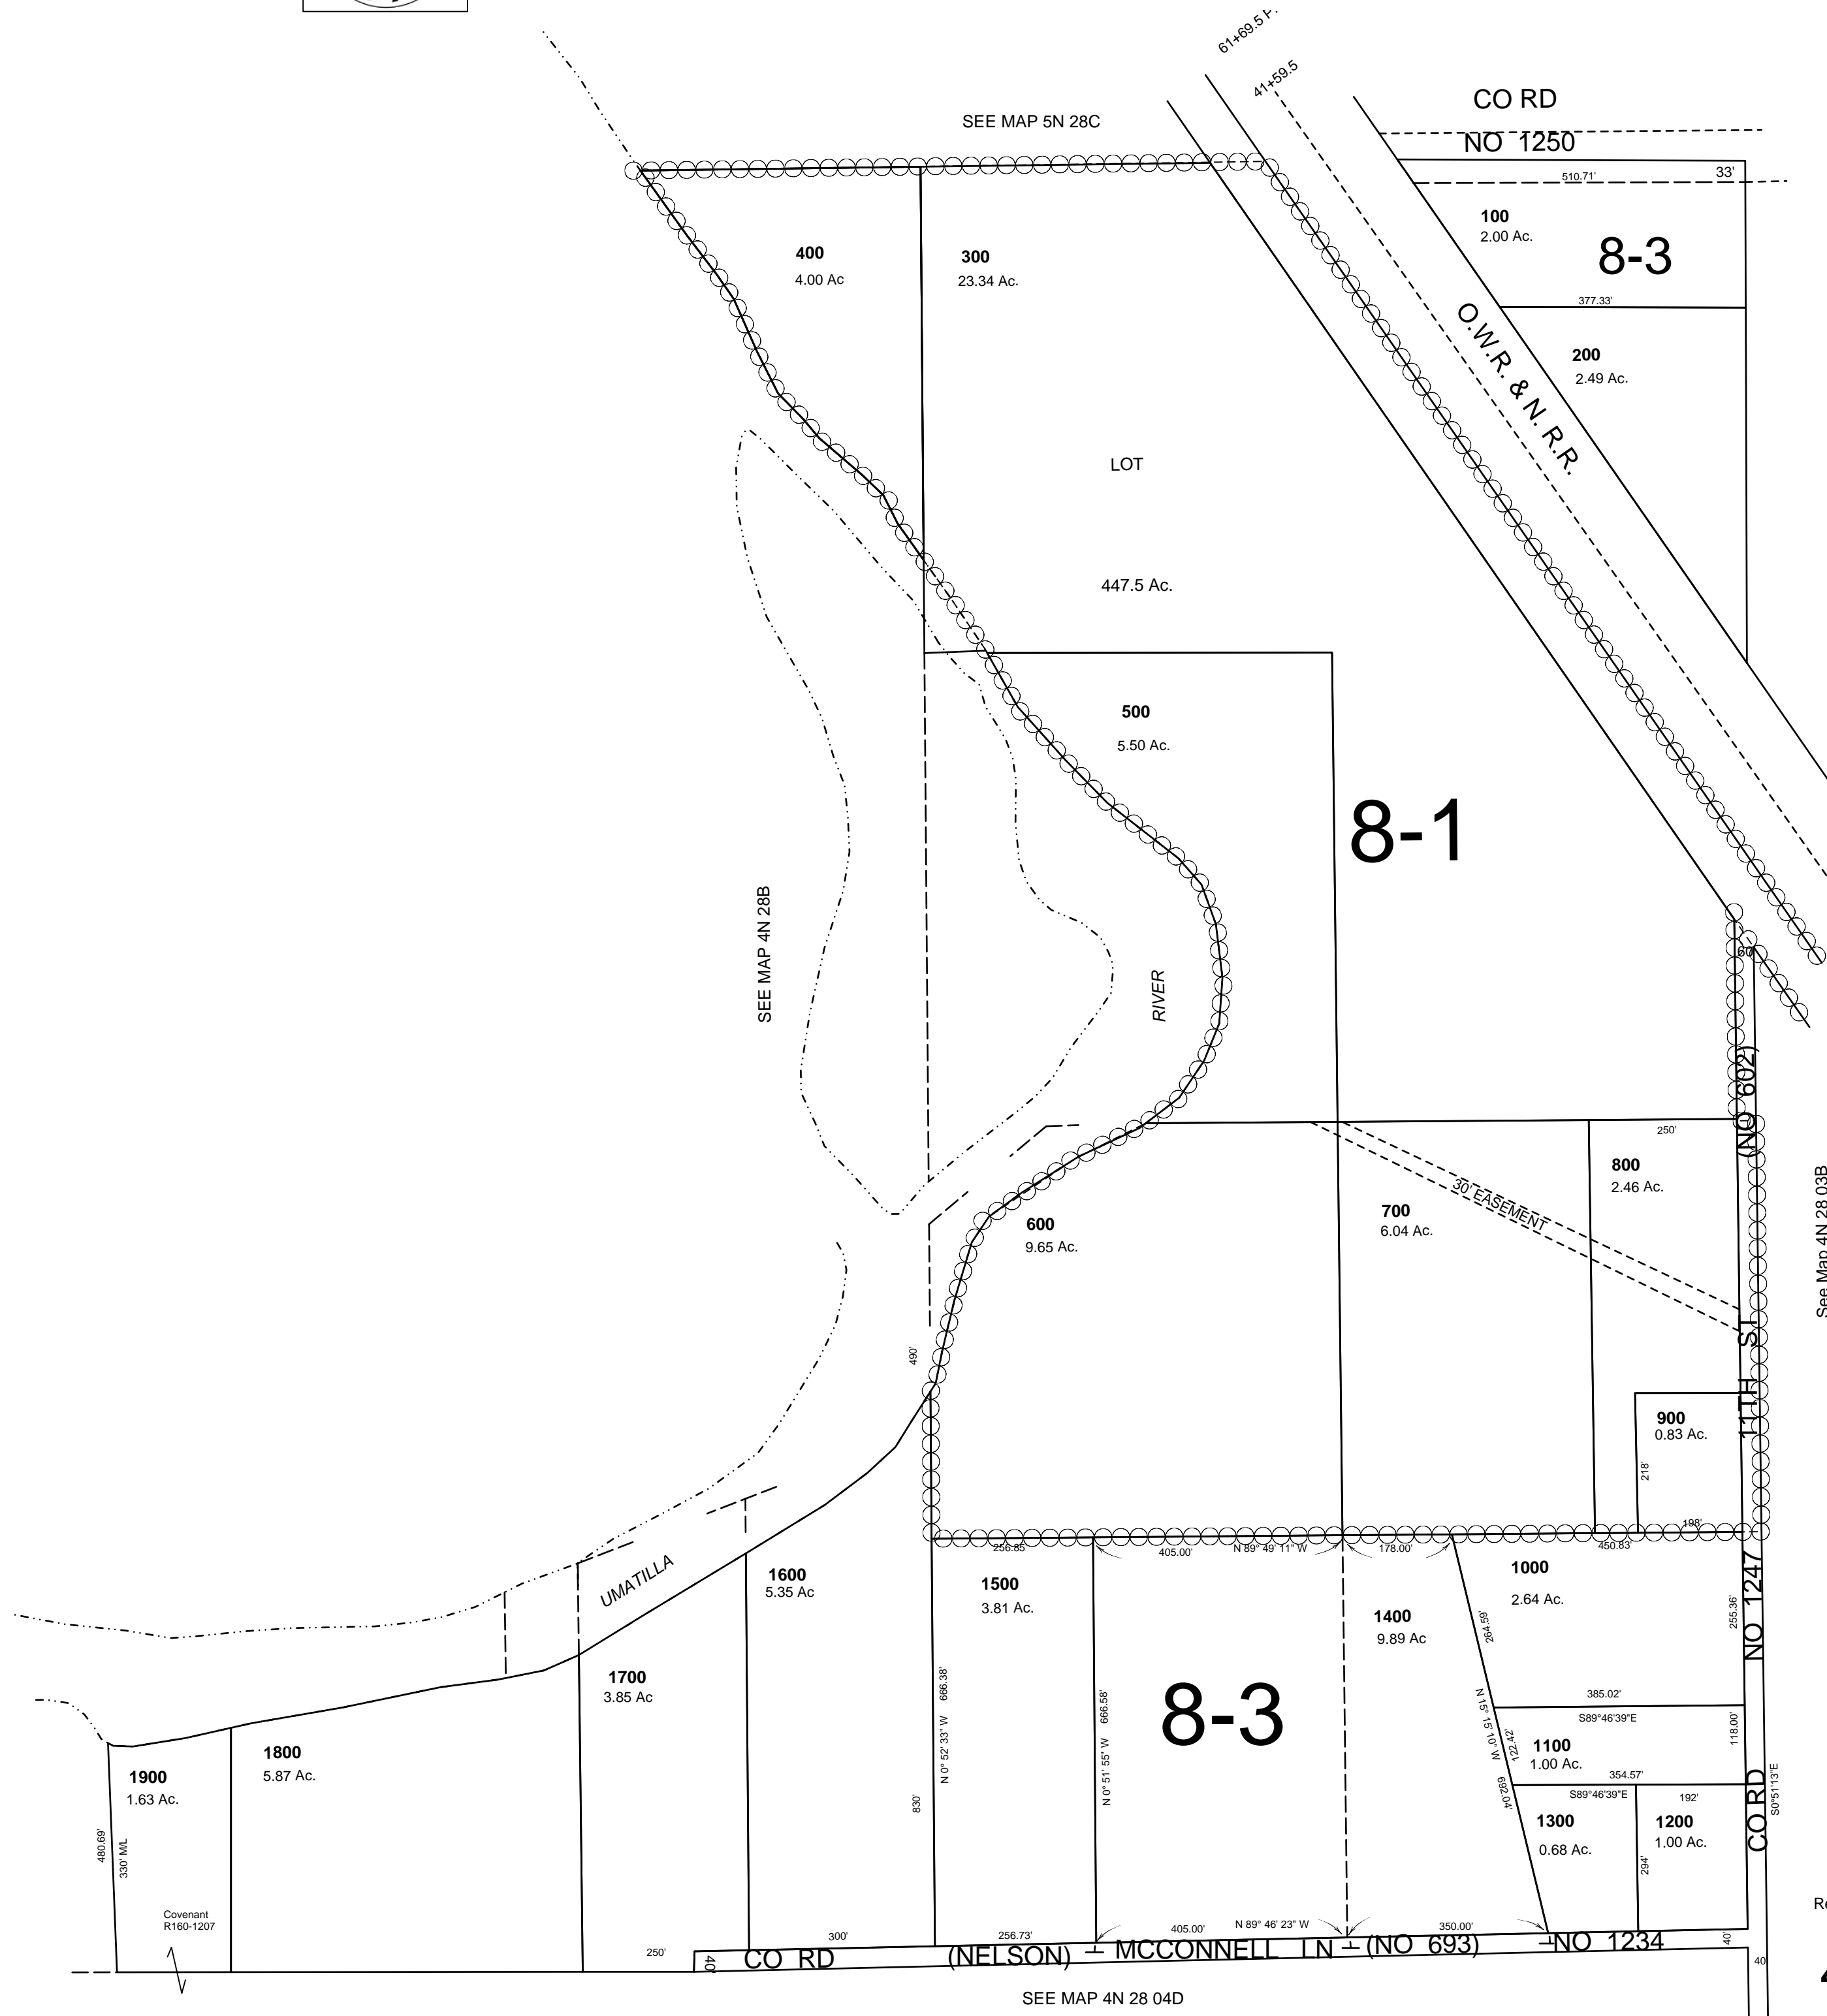 61+69.5
41+59.5
CO RD
NO 1250
SEE MAP 5N 28C
510.71'
33'
100
2.00 Ac.
8-3
377.33'
400
4.00 Ac
300
23.34 Ac.
O.W.R. & N. R.R.
200
2.49 Ac.
LOT
447.5 Ac.
500
5.50 Ac.
8-1
SEE MAP 4N 28B
RIVER
60'
(NO 602)
250'
800
2.46 Ac.
30' EASEMENT
See Map 4N 28 03B
700
6.04 Ac.
600
9.65 Ac.
490'
11TH ST
900
0.83 Ac.
218'
198'
256.85'
405.00'
N 89° 49' 11" W
178.00'
450.83'
UMATILLA
1600
5.35 Ac
1500
3.81 Ac.
1000
2.64 Ac.
NO 1247
255.36'
1400
9.89 Ac
264.59'
1700
3.85 Ac
N 0° 52' 33" W 666.38'
N 0° 51' 55" W 666.58'
8-3
N 15° 15' 10" W
692.04'
385.02'
S89°46'39"E
118.00'
122.42'
1100
1.00 Ac.
354.57'
S89°46'39"E
192'
CO RD
S0°51'13"E
1800
5.87 Ac.
1900
1.63 Ac.
830'
1300
0.68 Ac.
1200
1.00 Ac.
294'
480.69'
330' M/L
Covenant
R160-1207
250'
300'
256.73'
405.00'
N 89° 46' 23" W
350.00'
40'
40'
40'
CO RD (NELSON) MCCONNELL LN (NO 693) NO 1234
SEE MAP 4N 28 04D